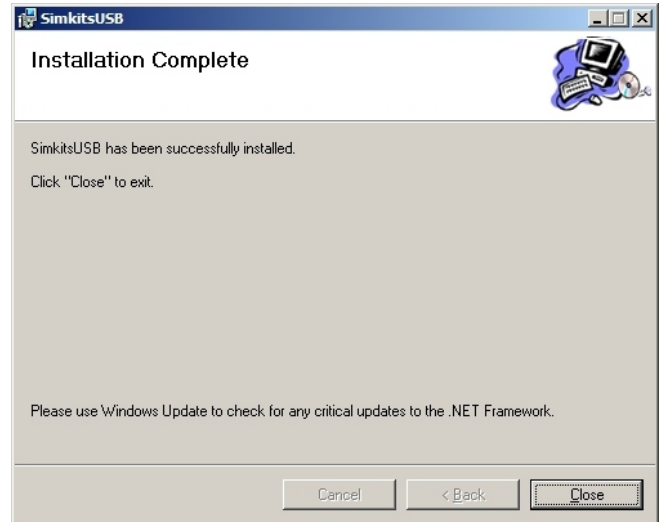 SimkitsUSB
Installation Complete
SimkitsUSB has been successfully installed.
Click "Close" to exit.
Please use Windows Update to check for any critical updates to the .NET Framework.
Cancel
< Back
Close